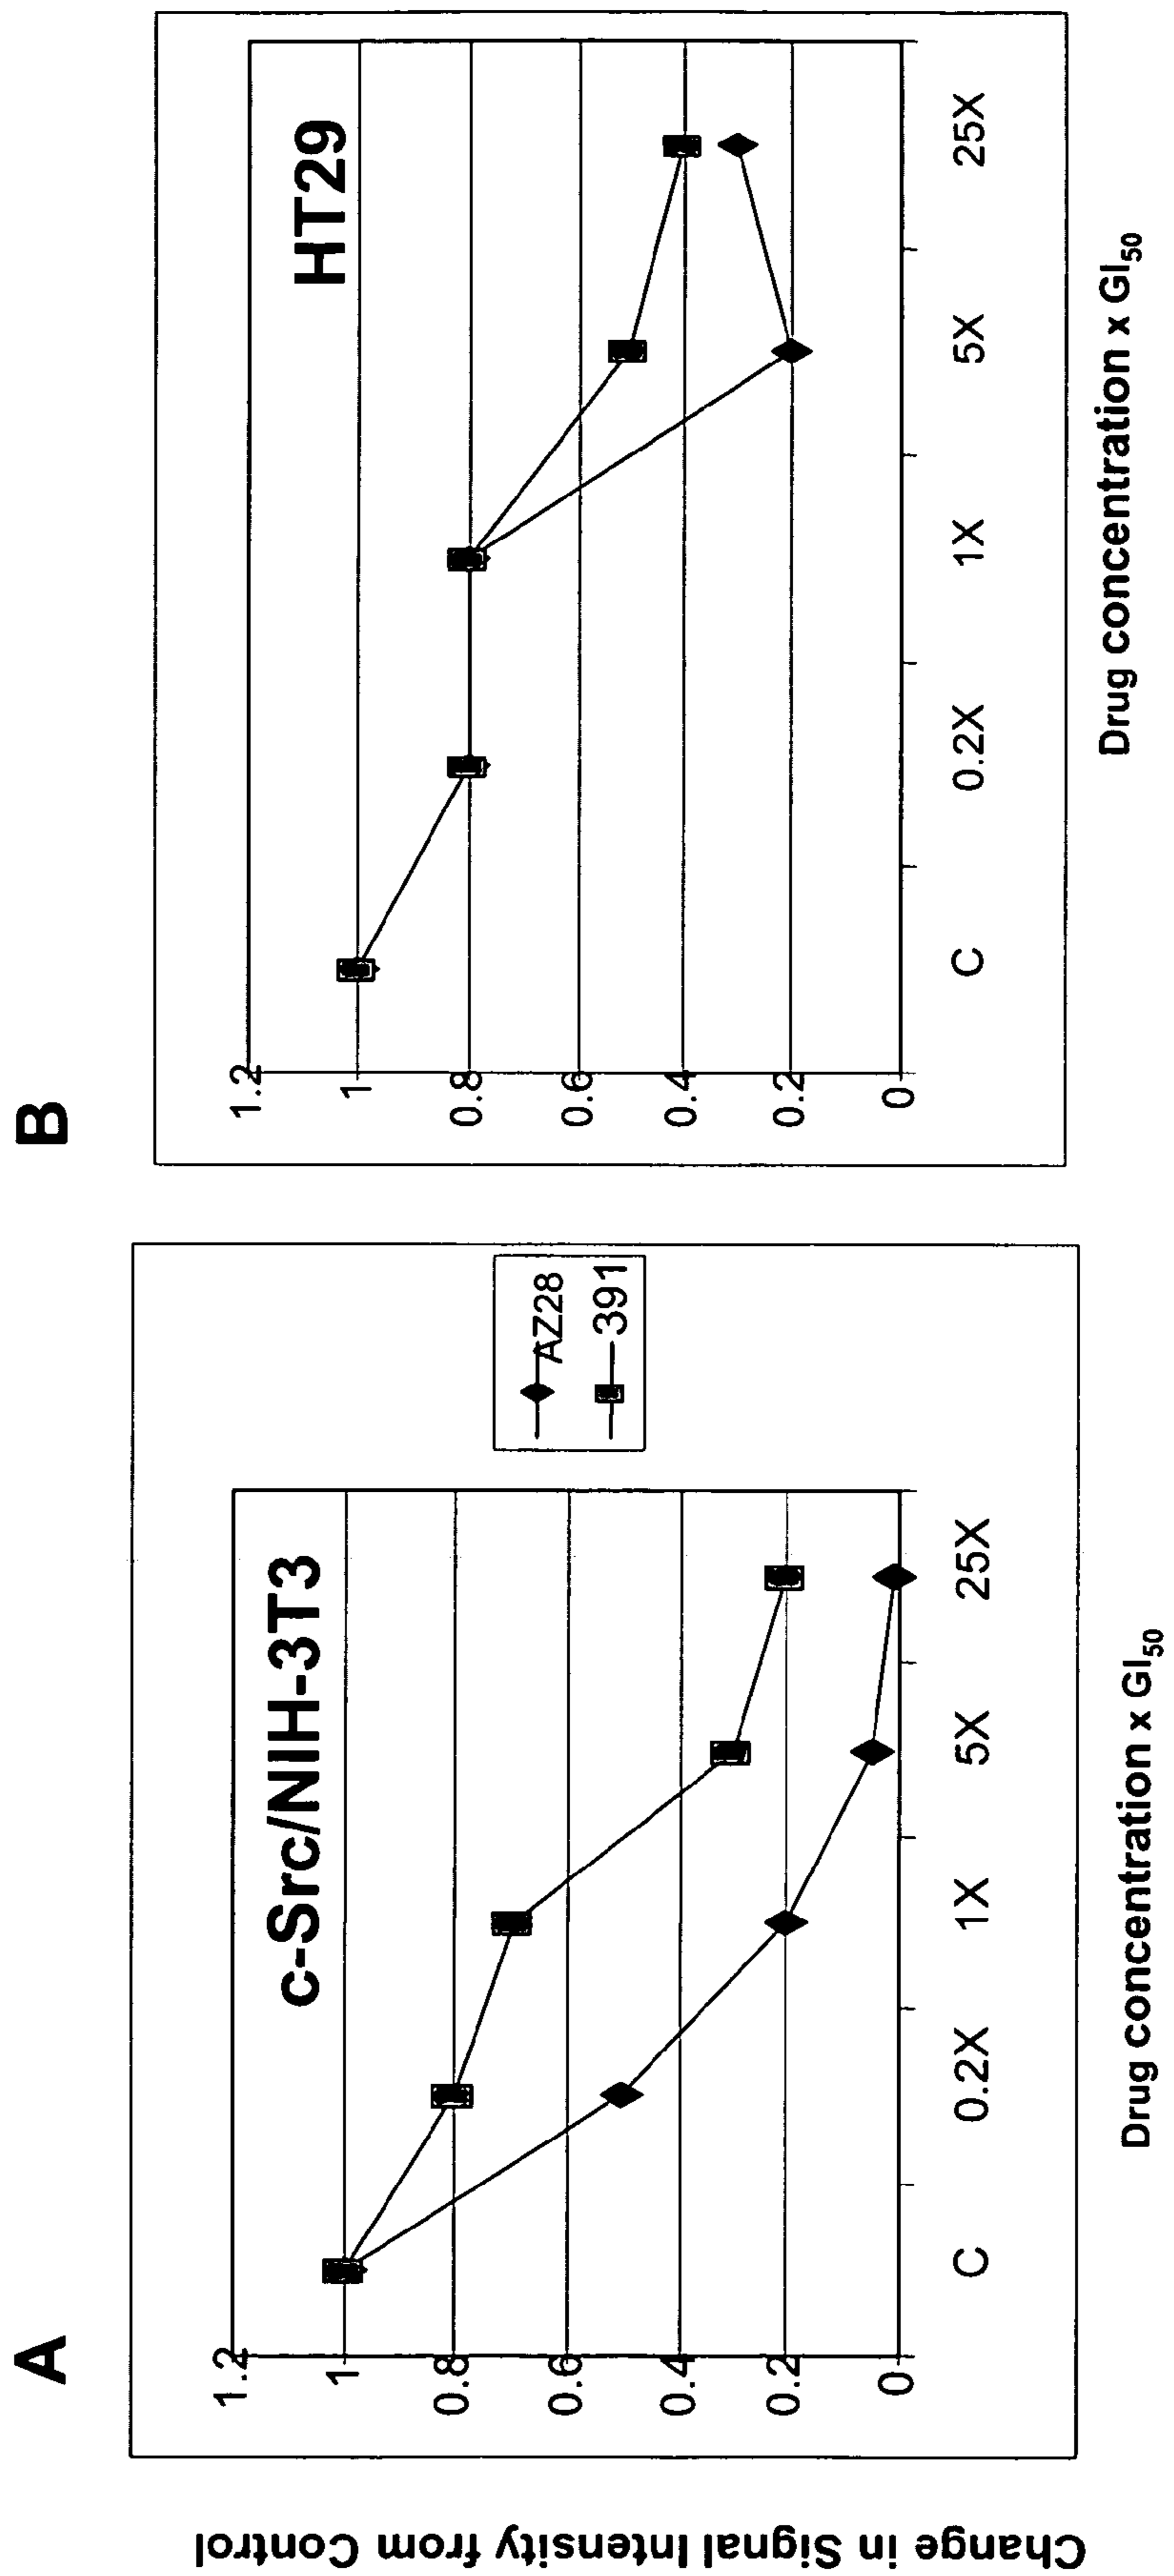 A
Change in Signal Intensity from Control
c-Src/NIH-3T3
1.2
1
0.8
0.6
0.4
0.2
0
C
0.2X
1X
5X
25X
Drug concentration x GI50
AZ28
391
B
HT29
1.2
1
0.8
0.6
0.4
0.2
0
C
0.2X
1X
5X
25X
Drug concentration x GI50